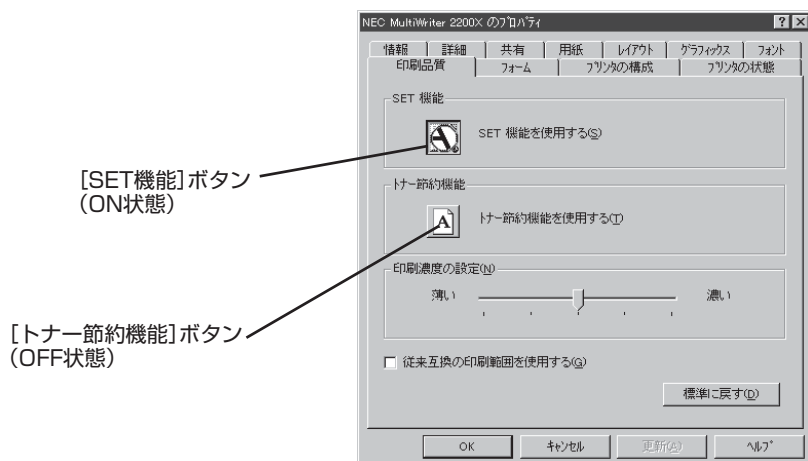 NEC MultiWriter 2200X のプロパティ
情報 詳細 共有 用紙 レイアウト グラフィックス フォント
印刷品質 フォーム プリンタの構成 プリンタの状態
SET 機能
SET 機能を使用する(S)
[SET機能]ボタン
(ON状態)
トナー節約機能
トナー節約機能を使用する(T)
印刷濃度の設定(N)
薄い 濃い
[トナー節約機能]ボタン
(OFF状態)
従来互換の印刷範囲を使用する(G)
標準に戻す(D)
OK キャンセル 更新(A) ヘルプ